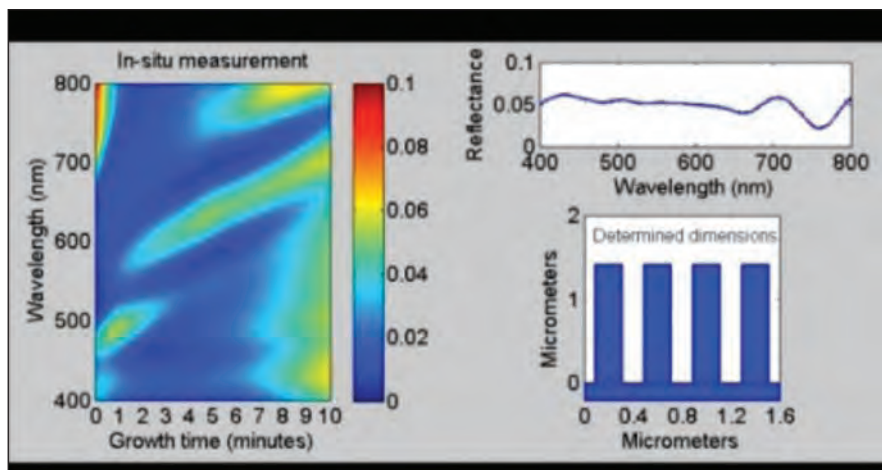 In-situ measurement
Wavelength (nm)
800
700
600
500
400
0 1 2 3 4 5 6 7 8 9 10
Growth time (minutes)
0.1
0.08
0.06
0.04
0.02
0
Reflectance
0.1
0.05
0
400 500 600 700 800
Wavelength (nm)
Determined dimensions
Micrometers
2
1
0
0 0.4 0.8 1.2 1.6
Micrometers